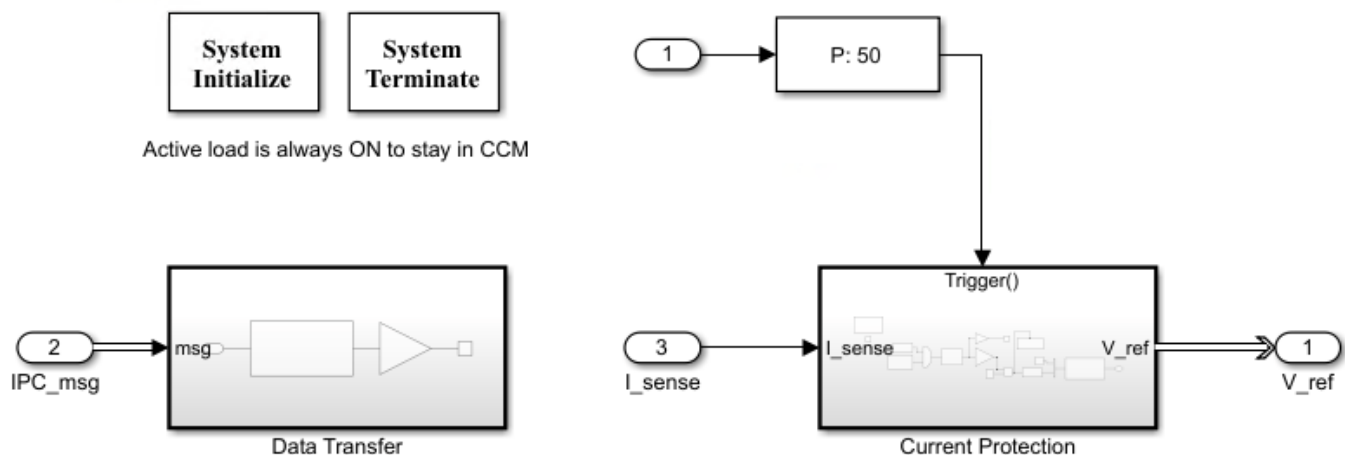 System
Initialize
System
Terminate
1
P: 50
Active load is always ON to stay in CCM
Trigger()
2
msg
IPC_msg
Data Transfer
3
I_sense
I_sense
V_ref
Current Protection
1
V_ref